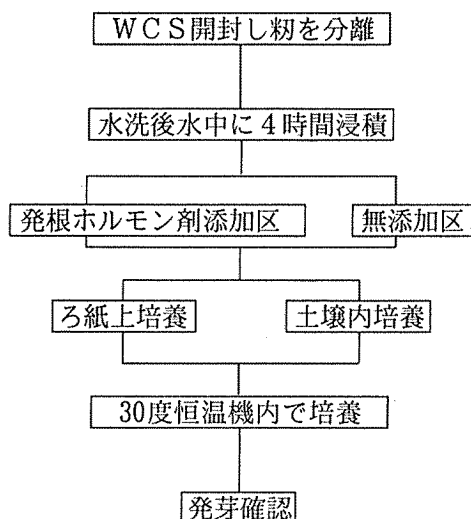 WCS開封し籾を分離
水洗後水中に4時間浸積
発根ホルモン剤添加区
無添加区
ろ紙上培養
土壌内培養
30度恒温機内で培養
発芽確認